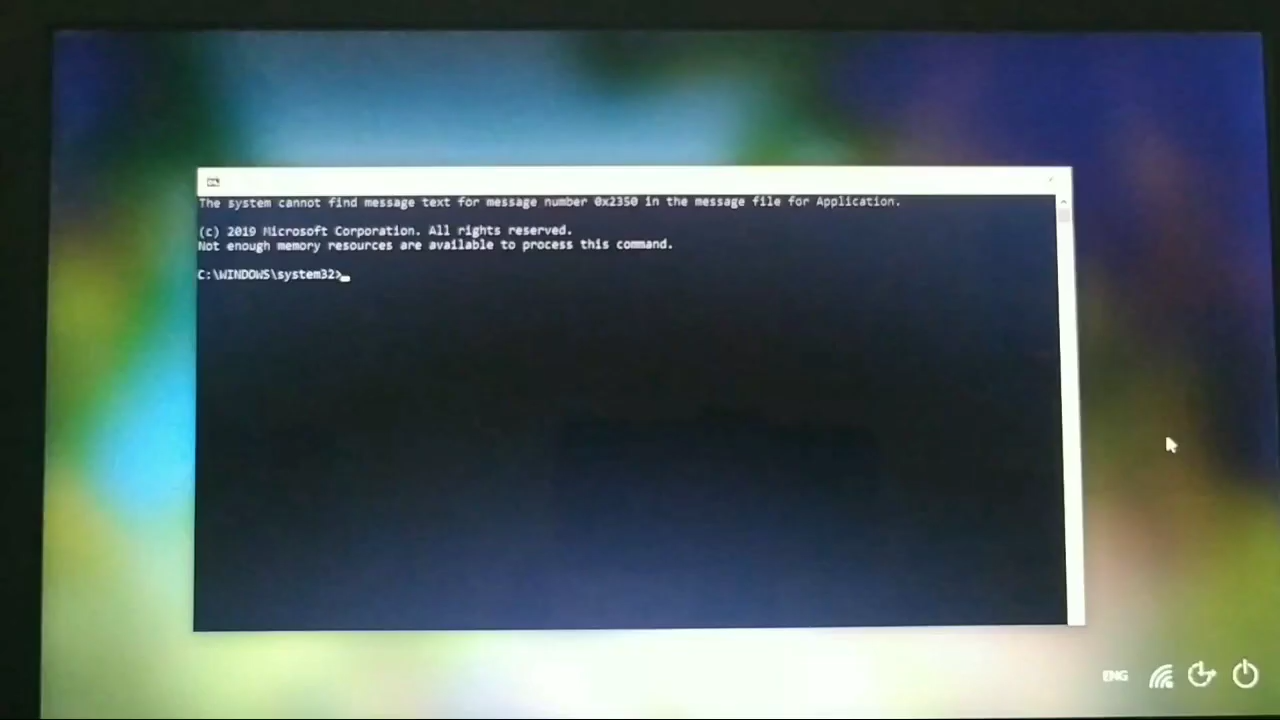 The system cannot find message text for message number 0x2350 in the message file for Application.
(c) 2019 Microsoft Corporation. All rights reserved.
Not enough memory resources are available to process this command.
C:\WINDOWS\system32>
ENG